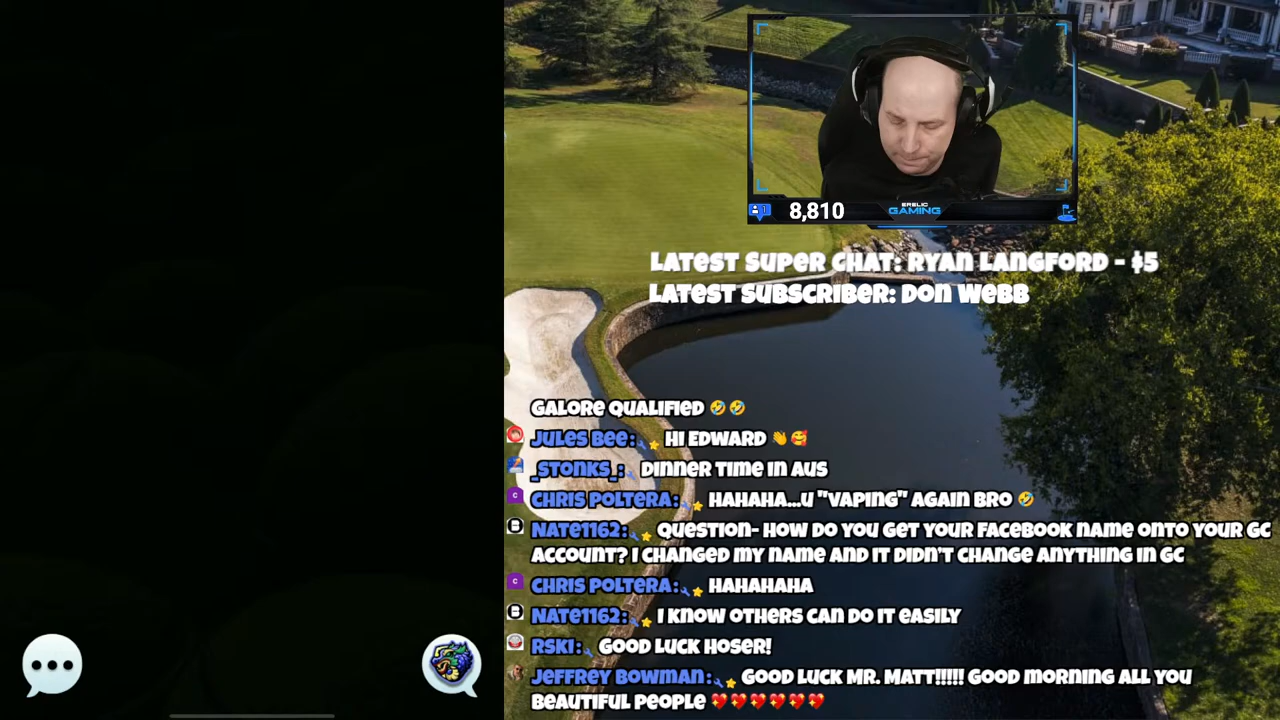 ERELIC
GAMING
8,810
LATEST SUPER CHAT: RYAN LANGFORD - $5
LATEST SUBSCRIBER: DON WEBB
GALORE QUALIFIED 🤣🤣
JULES BEE: HI EDWARD 👋🥰
_STONKS_: DINNER TIME IN AUS
CHRIS POLTERA: HAHAHA...U "VAPING" AGAIN BRO 🤣
NATE1162: QUESTION- HOW DO YOU GET YOUR FACEBOOK NAME ONTO YOUR GC
ACCOUNT? I CHANGED MY NAME AND IT DIDN'T CHANGE ANYTHING IN GC
CHRIS POLTERA: HAHAHAHA
NATE1162: I KNOW OTHERS CAN DO IT EASILY
RSKI: GOOD LUCK HOSER!
JEFFREY BOWMAN: GOOD LUCK MR. MATT!!!!! GOOD MORNING ALL YOU
BEAUTIFUL PEOPLE 💖💖💖💖💖💖